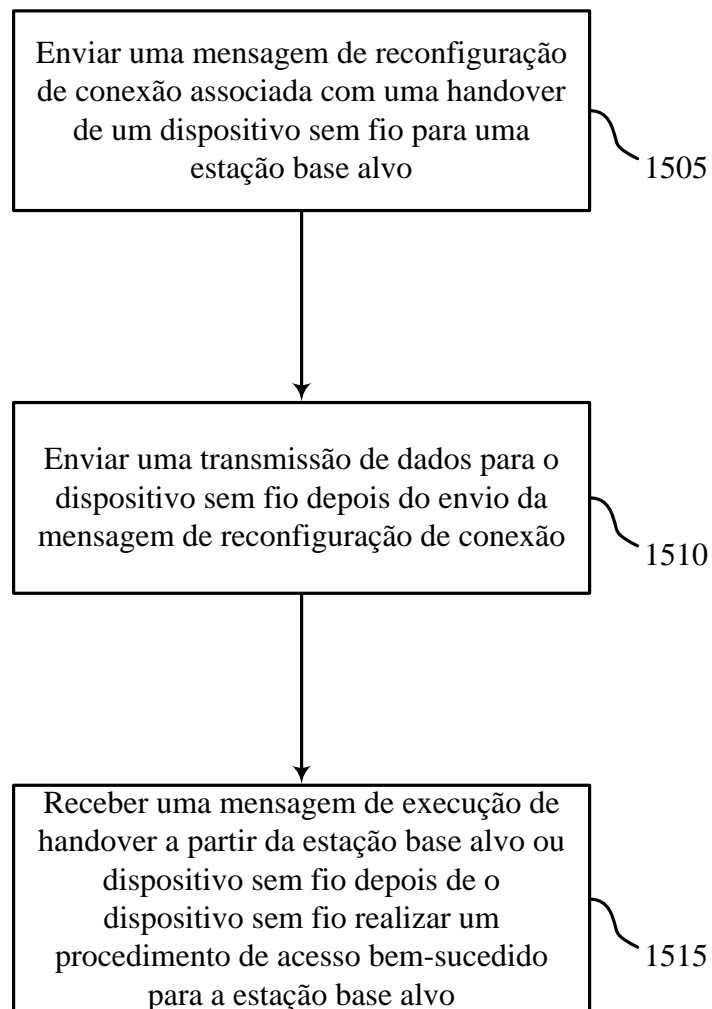 Enviar uma mensagem de reconfiguração
de conexão associada com uma handover
de um dispositivo sem fio para uma
estação base alvo
1505
Enviar uma transmissão de dados para o
dispositivo sem fio depois do envio da
mensagem de reconfiguração de conexão
1510
Receber uma mensagem de execução de
handover a partir da estação base alvo ou
dispositivo sem fio depois de o
dispositivo sem fio realizar um
procedimento de acesso bem-sucedido
para a estação base alvo
1515